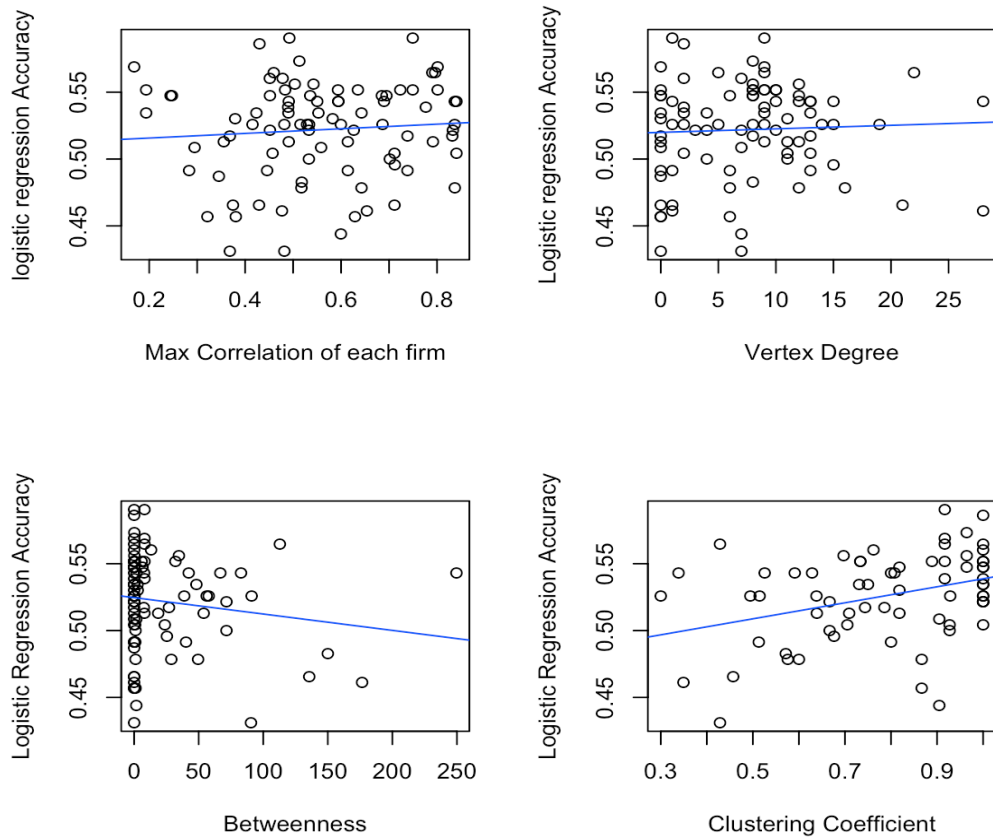 logistic regression Accuracy
0.55
0.50
0.45
0.2 0.4 0.6 0.8
Max Correlation of each firm
Logistic regression Accuracy
0.55
0.50
0.45
0 5 10 15 20 25
Vertex Degree
Logistic Regression Accuracy
0.55
0.50
0.45
0 50 100 150 200 250
Betweenness
Logistic Regression Accuracy
0.55
0.50
0.45
0.3 0.5 0.7 0.9
Clustering Coefficient